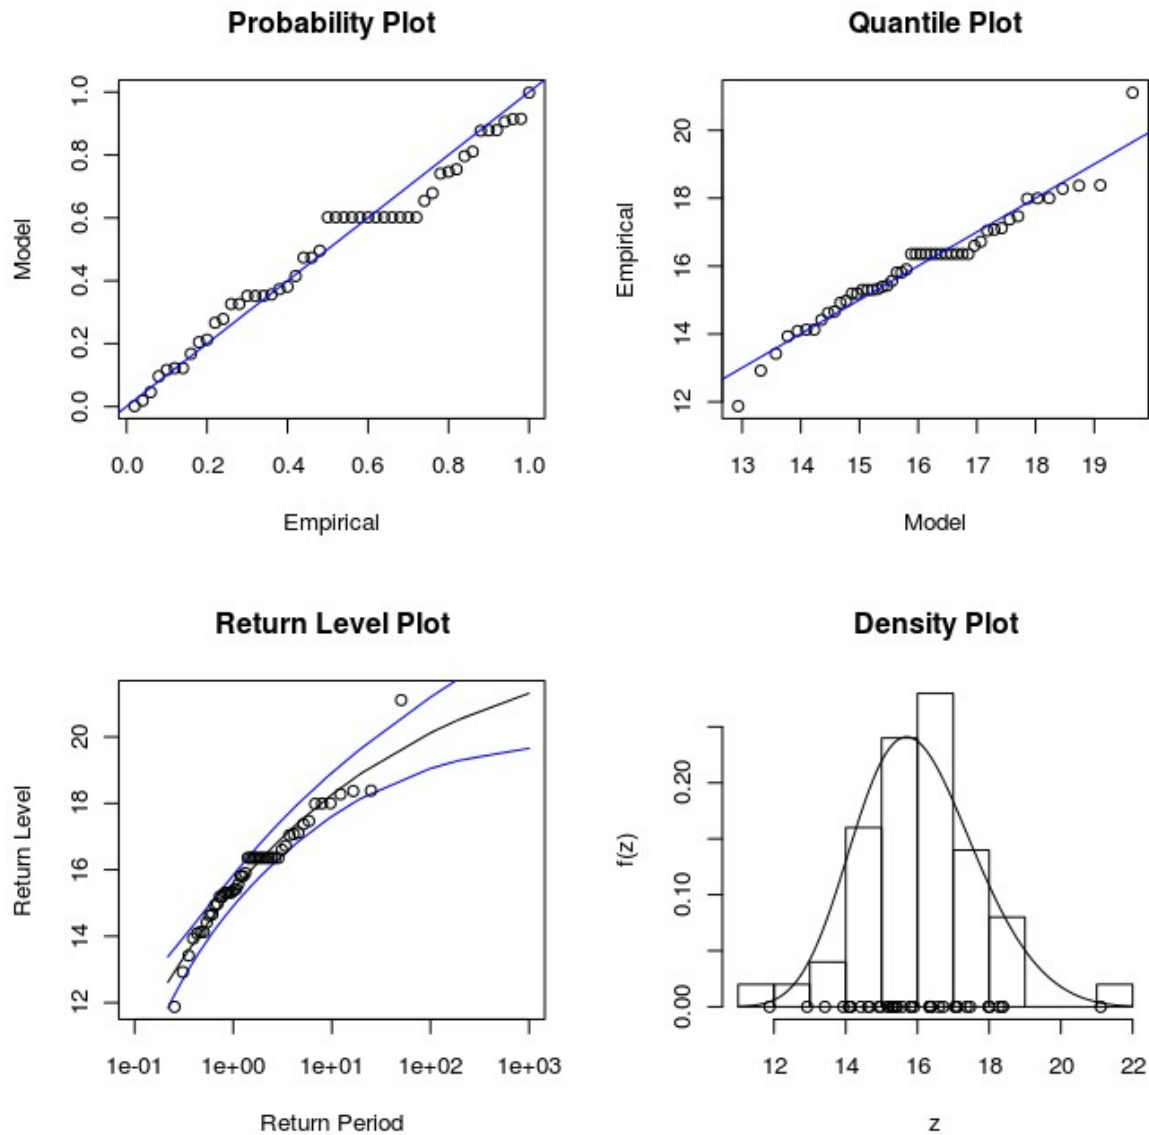 Probability Plot
Model
0.0 0.2 0.4 0.6 0.8 1.0
0.0 0.2 0.4 0.6 0.8 1.0
Empirical
Quantile Plot
Empirical
12 14 16 18 20
13 14 15 16 17 18 19
Model
Return Level Plot
Return Level
12 14 16 18 20
1e-01 1e+00 1e+01 1e+02 1e+03
Return Period
Density Plot
f(z)
0.00 0.10 0.20
12 14 16 18 20 22
z